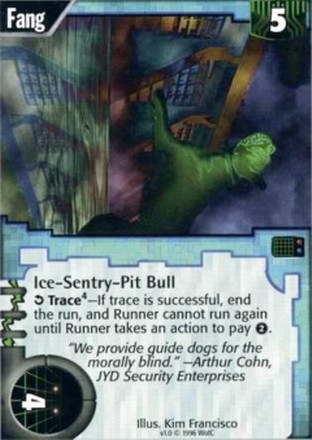 Fang
5
Ice-Sentry-Pit Bull
Trace⁴—If trace is successful, end
the run, and Runner cannot run again
until Runner takes an action to pay ❷.
"We provide guide dogs for the
morally blind." —Arthur Cohn,
JYD Security Enterprises
4
Illus. Kim Francisco
v1.0 © 1996 WotC